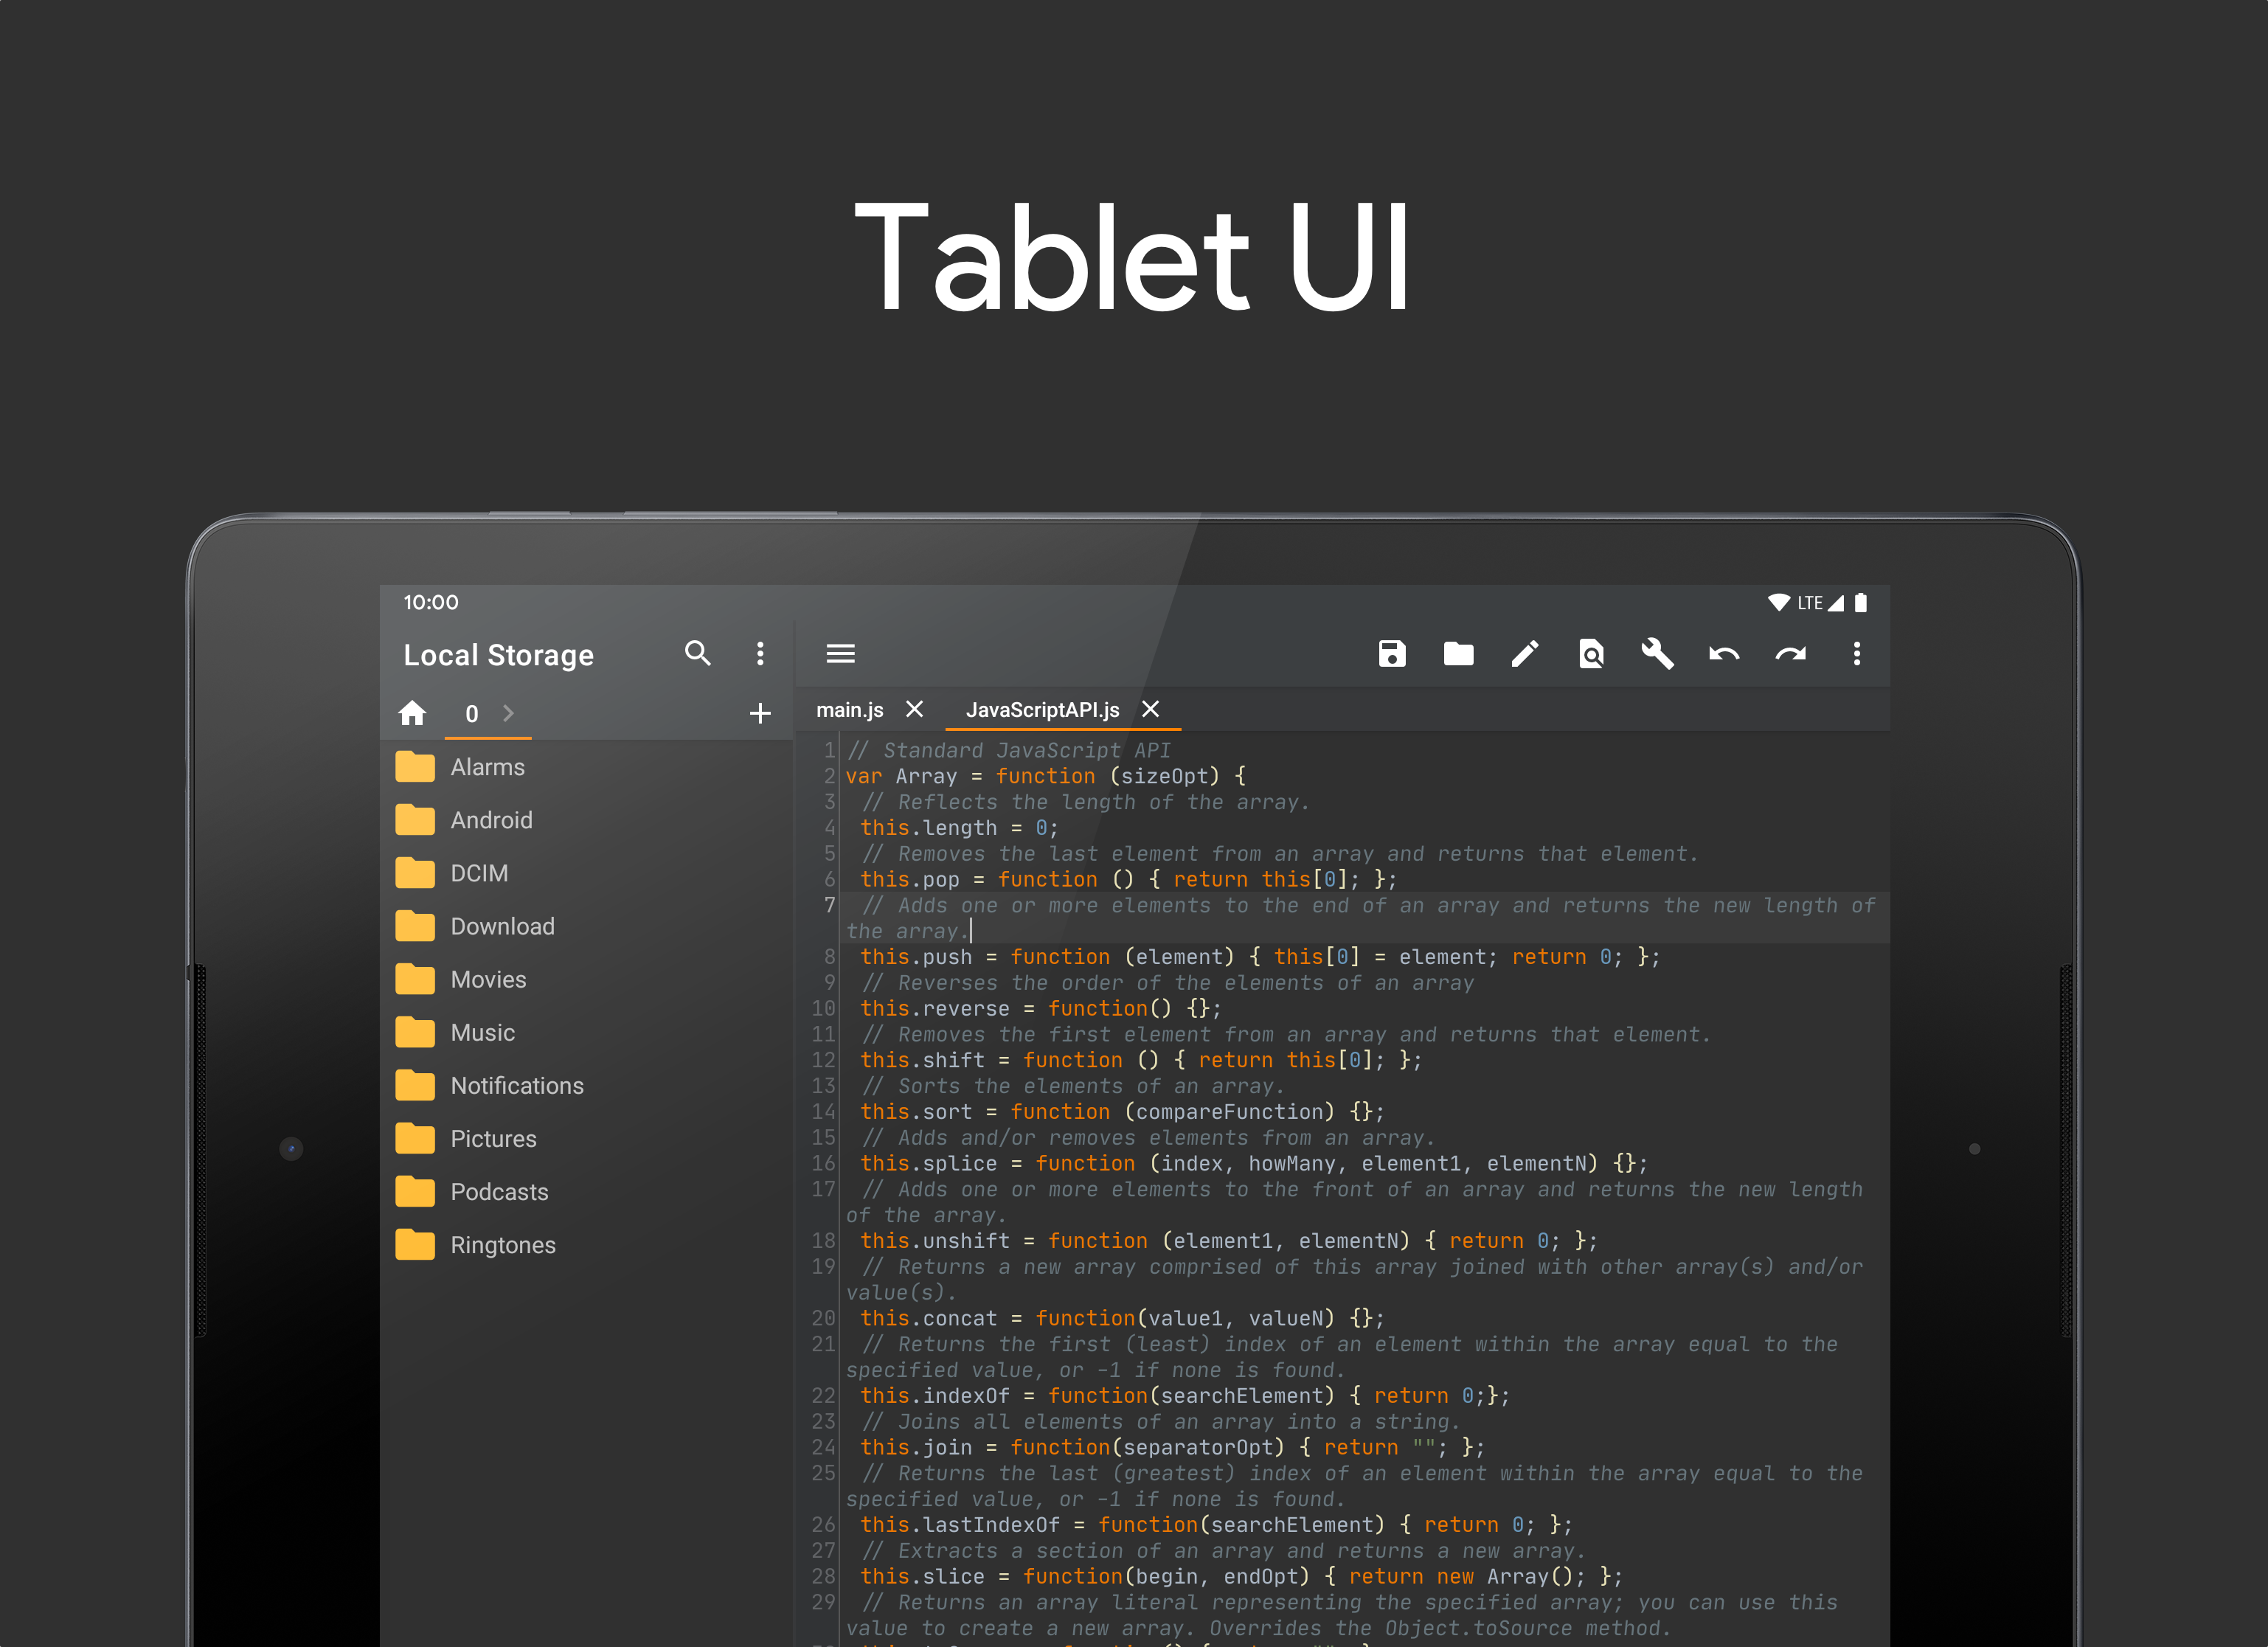 Tablet UI
10:00
LTE
Local Storage
0
Alarms
Android
DCIM
Download
Movies
Music
Notifications
Pictures
Podcasts
Ringtones
main.js
JavaScriptAPI.js
1 // Standard JavaScript API
2 var Array = function (sizeOpt) {
3 // Reflects the length of the array.
4 this.length = 0;
5 // Removes the last element from an array and returns that element.
6 this.pop = function () { return this[0]; };
7 // Adds one or more elements to the end of an array and returns the new length of
the array.
8 this.push = function (element) { this[0] = element; return 0; };
9 // Reverses the order of the elements of an array
10 this.reverse = function() {};
11 // Removes the first element from an array and returns that element.
12 this.shift = function () { return this[0]; };
13 // Sorts the elements of an array.
14 this.sort = function (compareFunction) {};
15 // Adds and/or removes elements from an array.
16 this.splice = function (index, howMany, element1, elementN) {};
17 // Adds one or more elements to the front of an array and returns the new length
of the array.
18 this.unshift = function (element1, elementN) { return 0; };
19 // Returns a new array comprised of this array joined with other array(s) and/or
value(s).
20 this.concat = function(value1, valueN) {};
21 // Returns the first (least) index of an element within the array equal to the
specified value, or -1 if none is found.
22 this.indexOf = function(searchElement) { return 0;};
23 // Joins all elements of an array into a string.
24 this.join = function(separatorOpt) { return ""; };
25 // Returns the last (greatest) index of an element within the array equal to the
specified value, or -1 if none is found.
26 this.lastIndexOf = function(searchElement) { return 0; };
27 // Extracts a section of an array and returns a new array.
28 this.slice = function(begin, endOpt) { return new Array(); };
29 // Returns an array literal representing the specified array; you can use this
value to create a new array. Overrides the Object.toSource method.